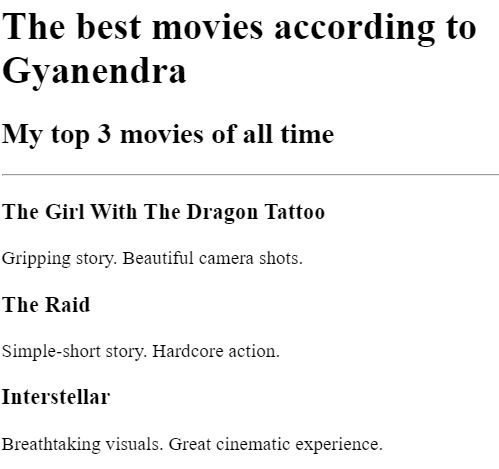 The best movies according to
Gyanendra
My top 3 movies of all time
The Girl With The Dragon Tattoo
Gripping story. Beautiful camera shots.
The Raid
Simple-short story. Hardcore action.
Interstellar
Breathtaking visuals. Great cinematic experience.